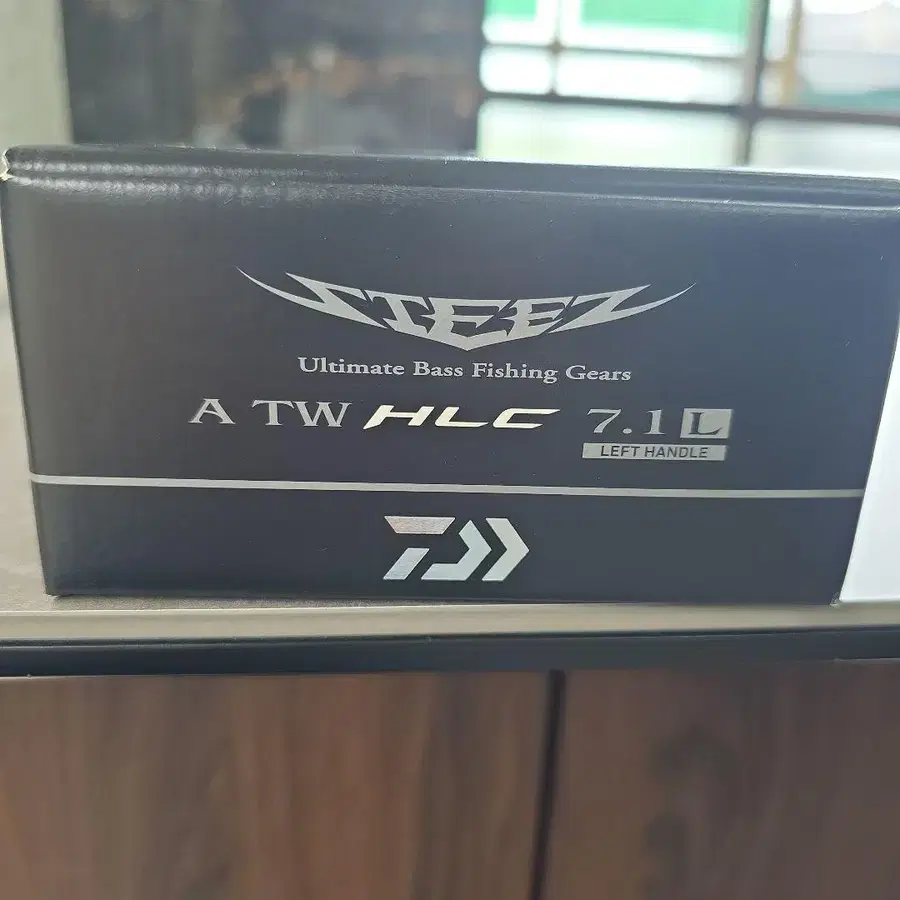 STEEZ
Ultimate Bass Fishing Gears
A TW HLC 7.1 L
LEFT HANDLE